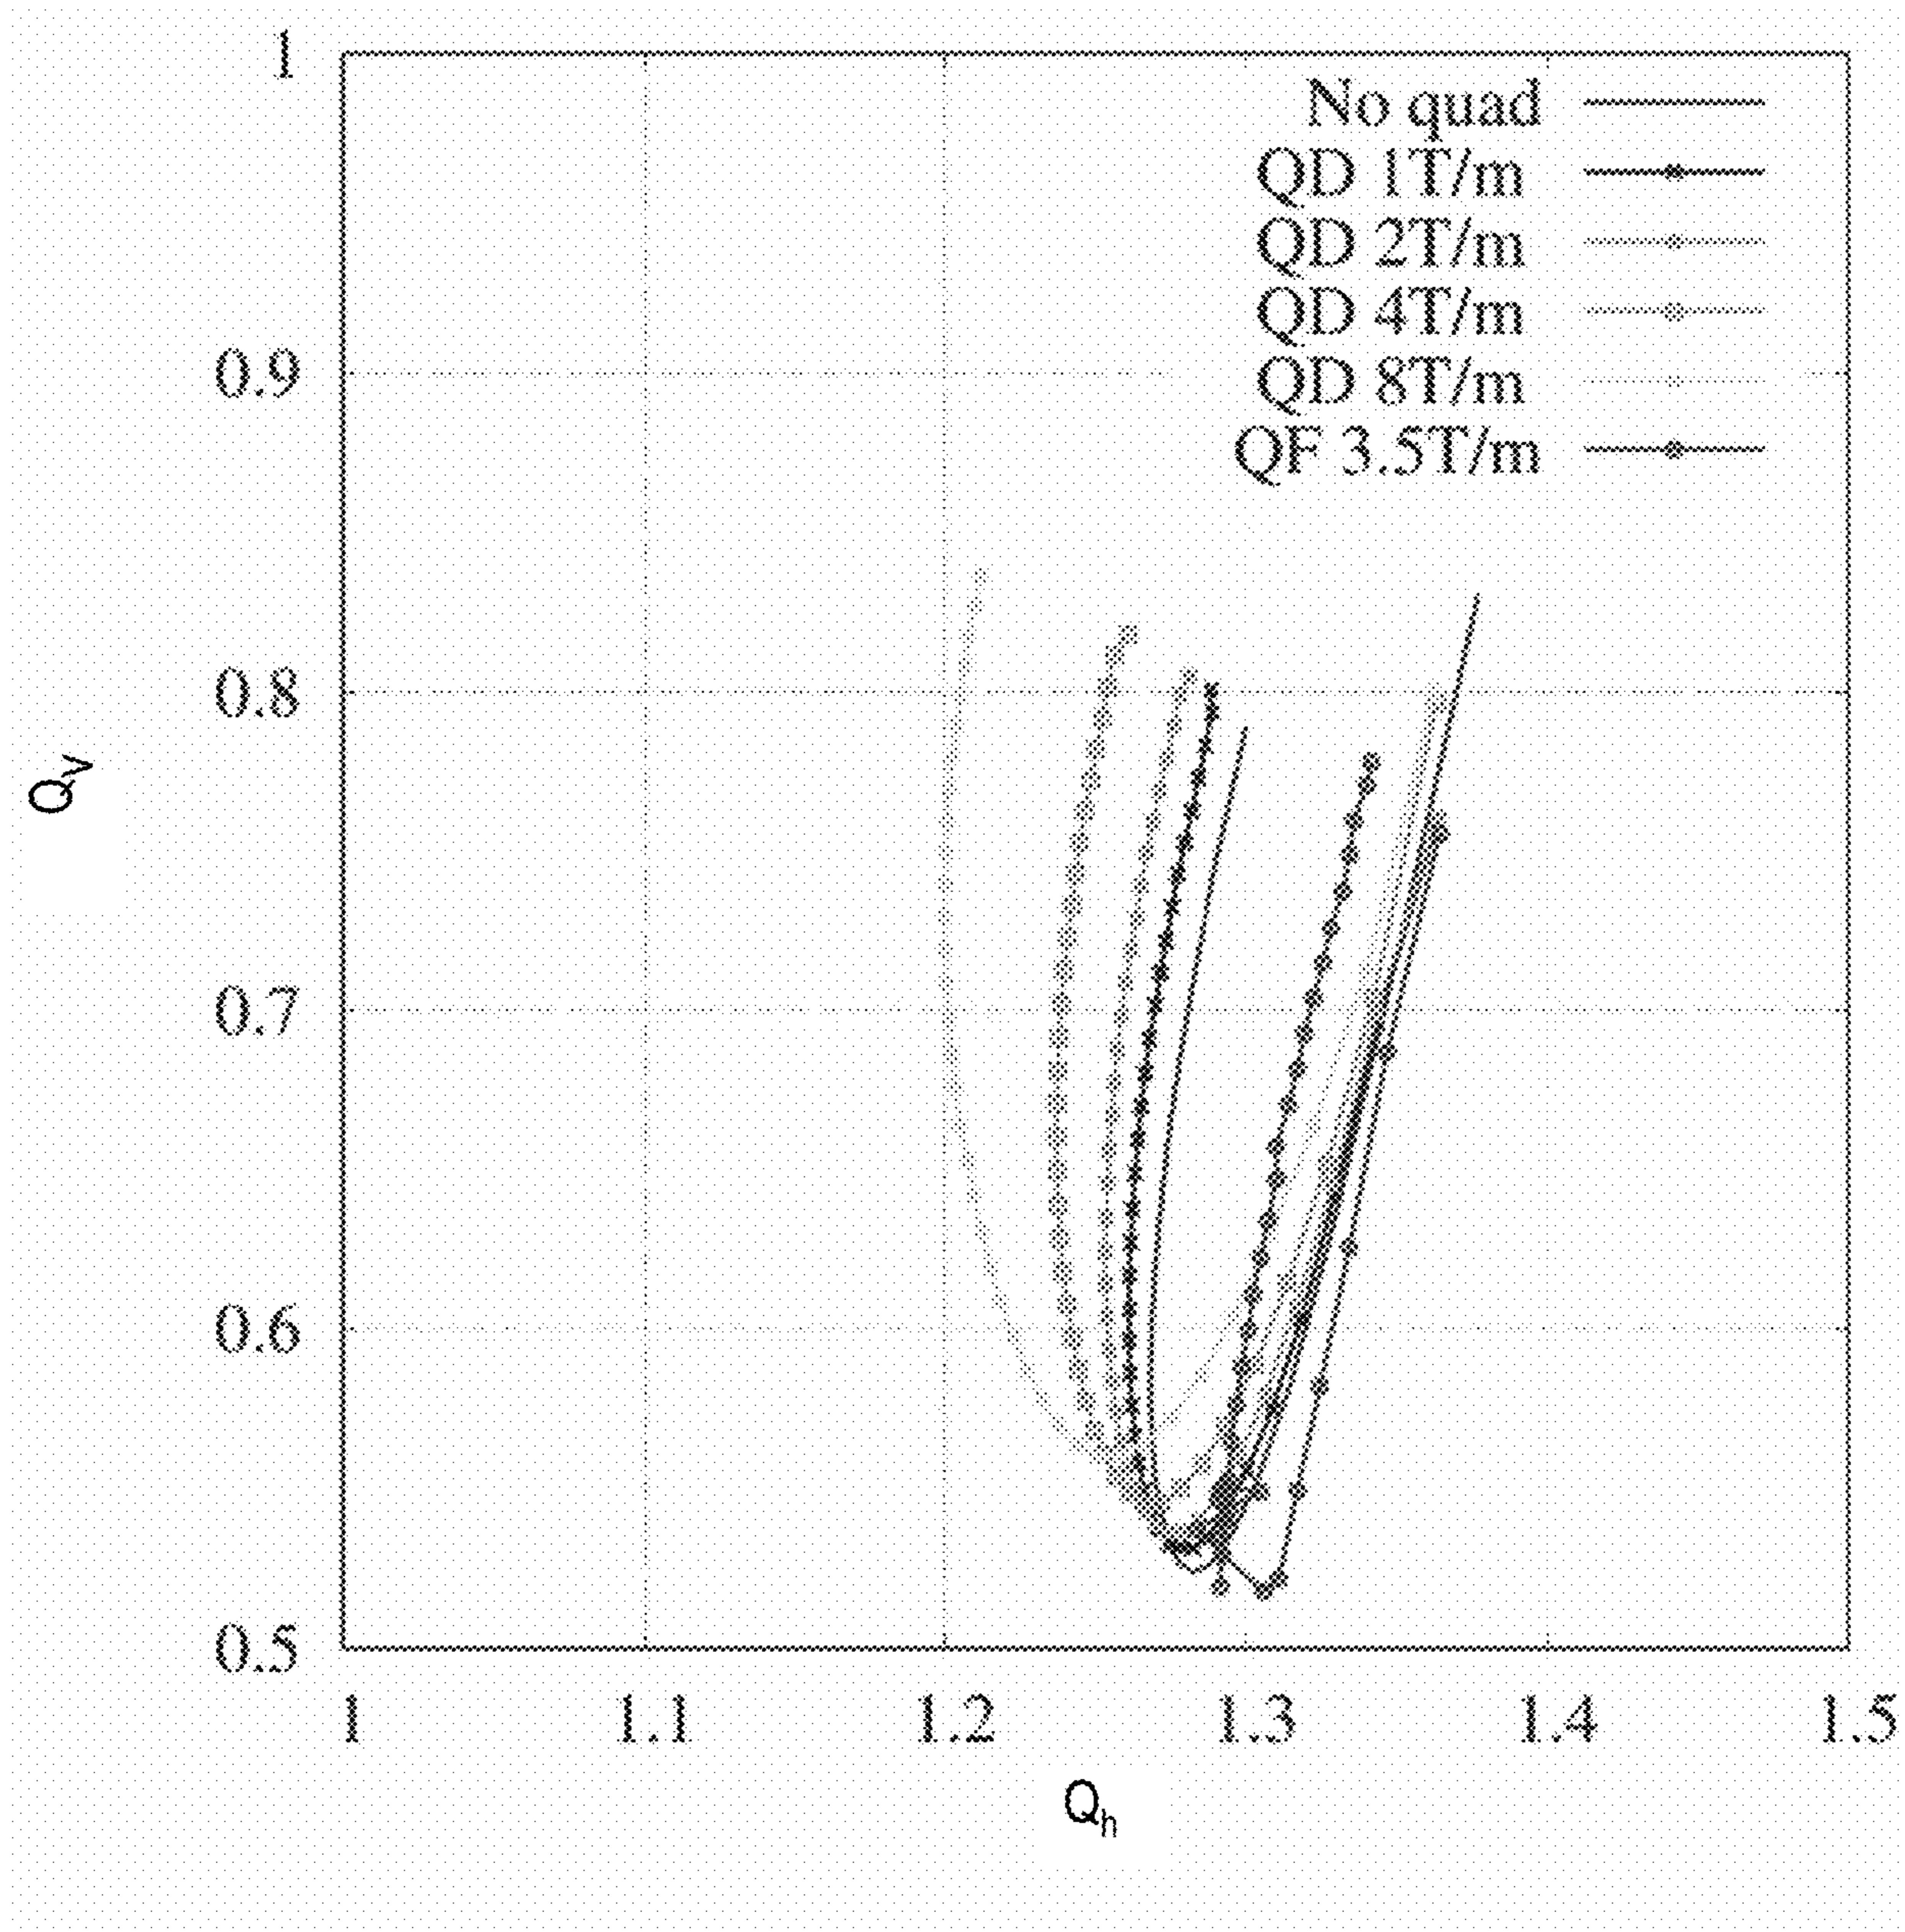 1
0.9
0.8
0.7
0.6
0.5
Qv
No quad
QD 1T/m
QD 2T/m
QD 4T/m
QD 8T/m
QF 3.5T/m
1 1.1 1.2 1.3 1.4 1.5
Qh